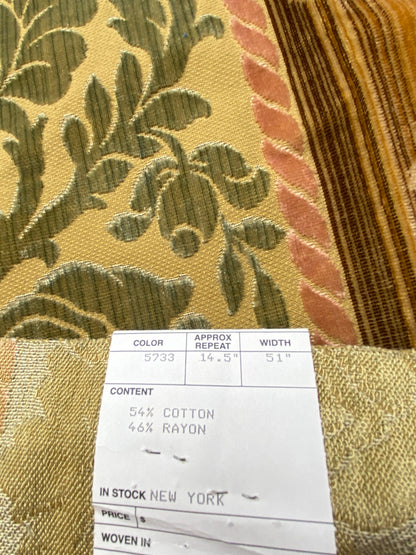 COLOR APPROX REPEAT WIDTH
5733 14.5" 51"
CONTENT
54% COTTON
46% RAYON
IN STOCK NEW YORK
PRICE $
WOVEN IN